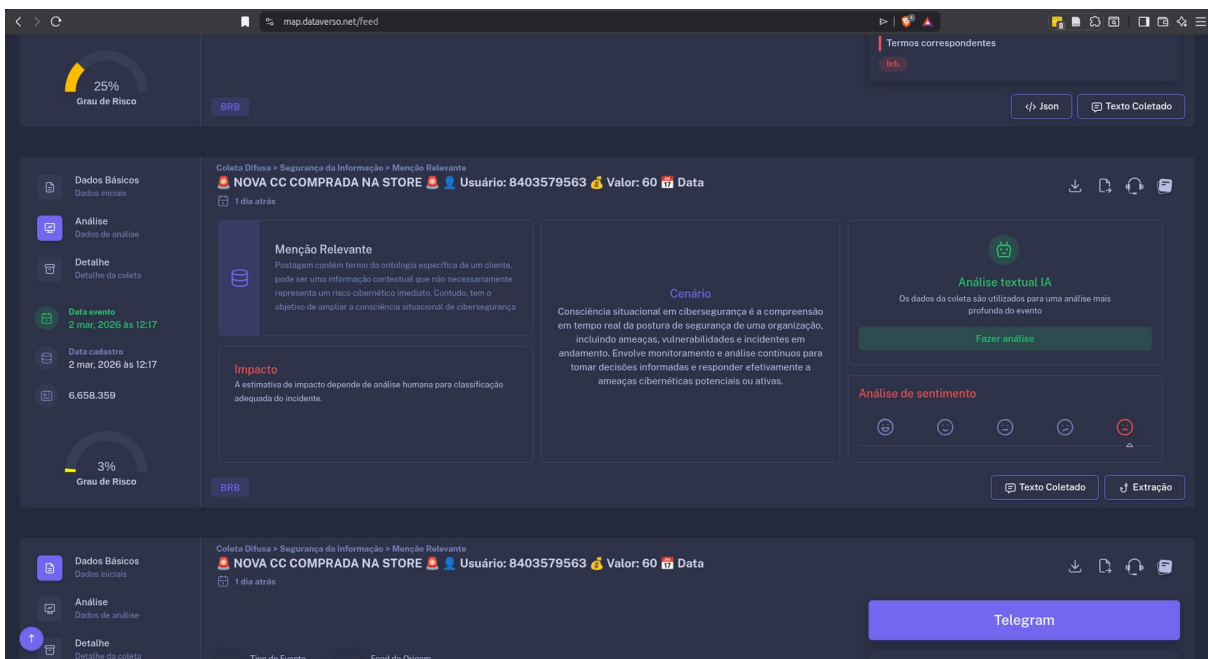 map.dataverso.net/feed
8
Termos correspondentes
brb.
25%
Grau de Risco
BRB
</> Json
Texto Coletado
Coleta Difusa > Segurança da Informação > Menção Relevante
🚨 NOVA CC COMPRADA NA STORE 🚨 👤 Usuário: 8403579563 💰 Valor: 60 📅 Data
1 dia atrás
Dados Básicos
Dados iniciais
Análise
Dados de análise
Detalhe
Detalhe da coleta
Data evento
2 mar, 2026 às 12:17
Data cadastro
2 mar, 2026 às 12:17
6.658.359
3%
Grau de Risco
Menção Relevante
Postagem contém termo da ontologia específica de um cliente,
pode ser uma informação contextual que não necessariamente
representa um risco cibernético imediato. Contudo, tem o
objetivo de ampliar a consciência situacional de cibersegurança
Impacto
A estimativa de impacto depende de análise humana para classificação
adequada do incidente.
Cenário
Consciência situacional em cibersegurança é a compreensão
em tempo real da postura de segurança de uma organização,
incluindo ameaças, vulnerabilidades e incidentes em
andamento. Envolve monitoramento e análise contínuos para
tomar decisões informadas e responder efetivamente a
ameaças cibernéticas potenciais ou ativas.
Análise textual IA
Os dados da coleta são utilizados para uma análise mais
profunda do evento
Fazer análise
Análise de sentimento
BRB
Texto Coletado
Extração
Coleta Difusa > Segurança da Informação > Menção Relevante
🚨 NOVA CC COMPRADA NA STORE 🚨 👤 Usuário: 8403579563 💰 Valor: 60 📅 Data
1 dia atrás
Dados Básicos
Dados iniciais
Análise
Dados de análise
Detalhe
Detalhe da coleta
Telegram
Tipo de Evento
Feed de Origem